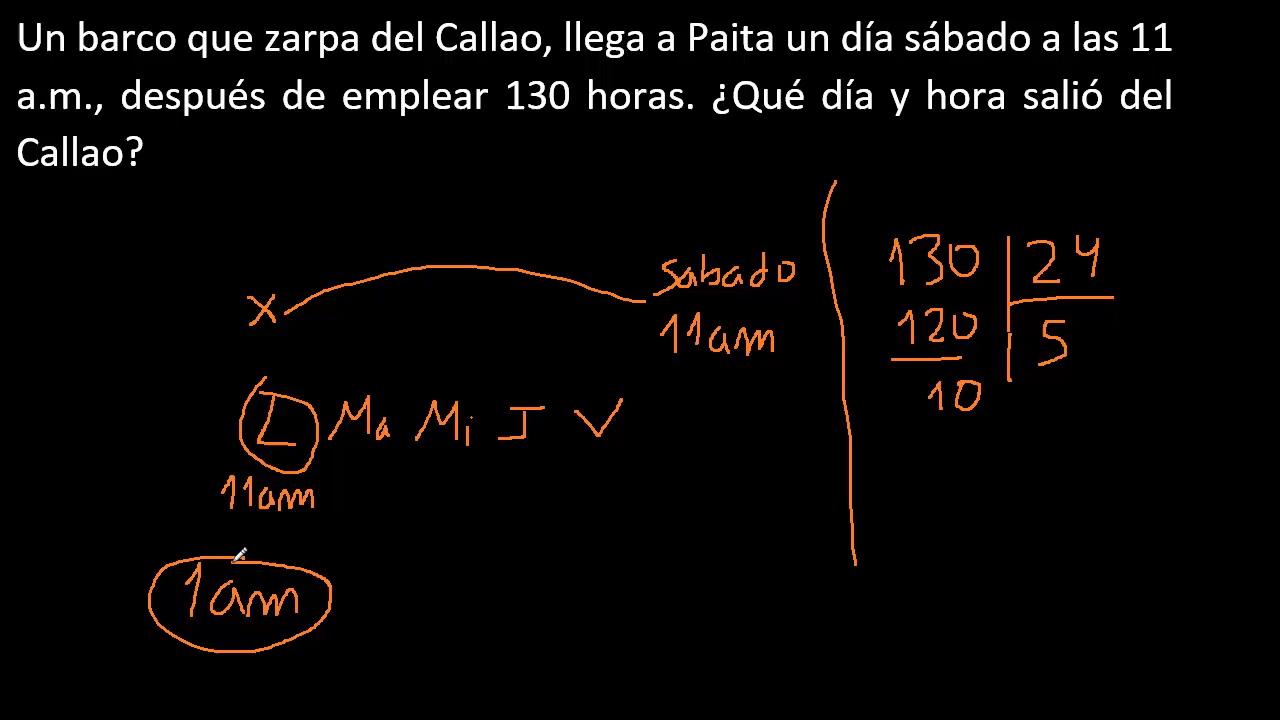 Un barco que zarpa del Callao, llega a Paita un día sábado a las 11
a.m., después de emplear 130 horas. ¿Qué día y hora salió del
Callao?
X
sabado
11am
L Ma Mi J V
11am
1am
130 24
120 5
10